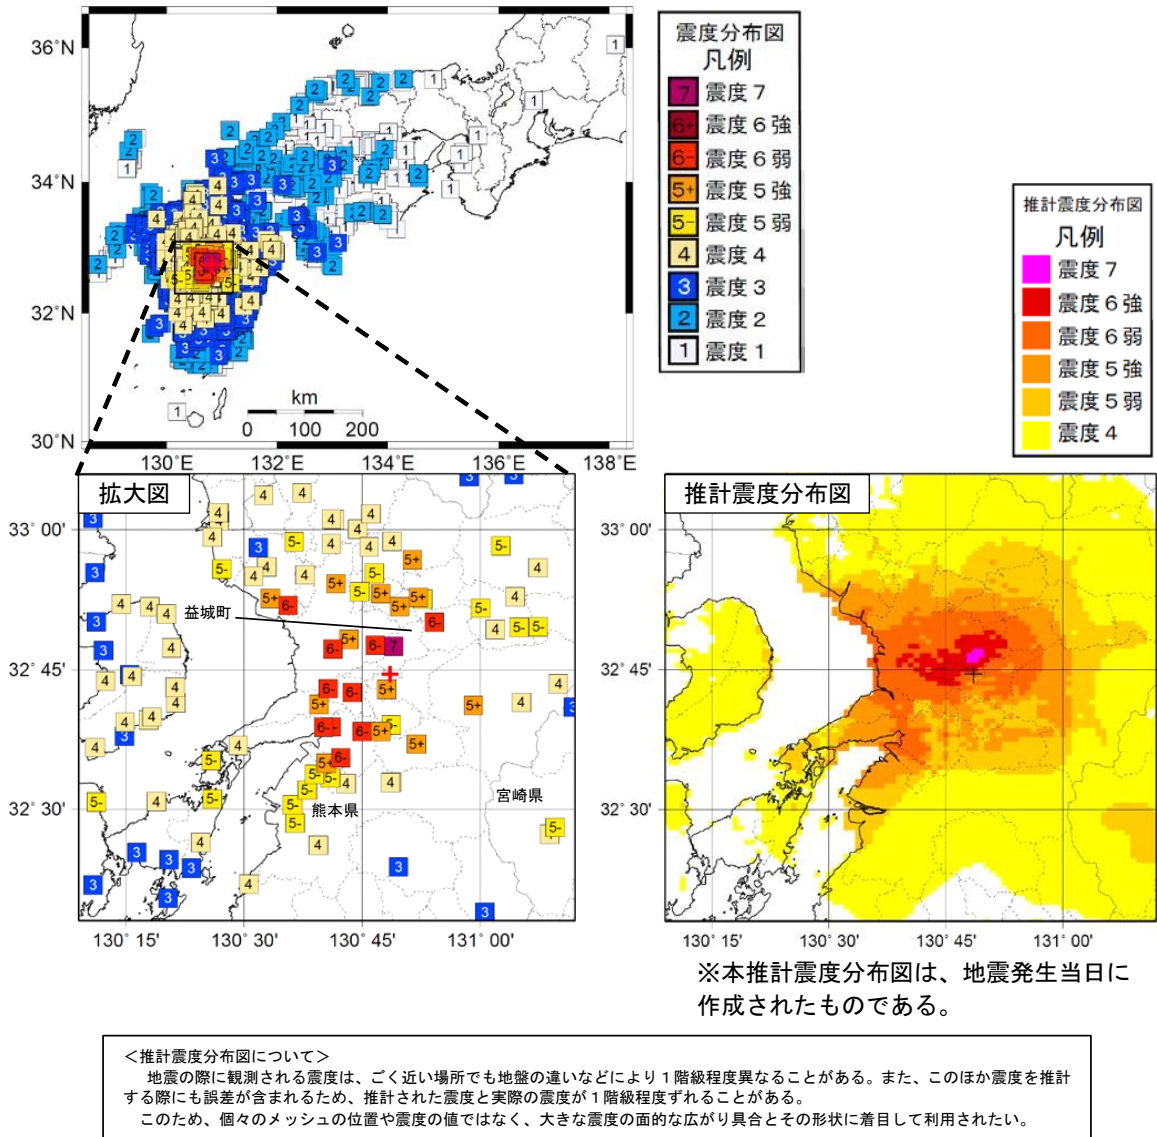 36°N
34°N
32°N
30°N
130°E
132°E
134°E
136°E
138°E
km
0 100 200
震度分布図
凡例
7 震度7
6+ 震度6強
6- 震度6弱
5+ 震度5強
5- 震度5弱
4 震度4
3 震度3
2 震度2
1 震度1
推計震度分布図
凡例
震度7
震度6強
震度6弱
震度5強
震度5弱
震度4
拡大図
33° 00'
32° 45'
32° 30'
益城町
熊本県
宮崎県
130° 15'
130° 30'
130° 45'
131° 00'
推計震度分布図
33° 00'
32° 45'
32° 30'
130° 15'
130° 30'
130° 45'
131° 00'
※本推計震度分布図は、地震発生当日に
作成されたものである。
＜推計震度分布図について＞
地震の際に観測される震度は、ごく近い場所でも地盤の違いなどにより１階級程度異なることがある。また、このほか震度を推計
する際にも誤差が含まれるため、推計された震度と実際の震度が１階級程度ずれることがある。
このため、個々のメッシュの位置や震度の値ではなく、大きな震度の面的な広がり具合とその形状に着目して利用されたい。